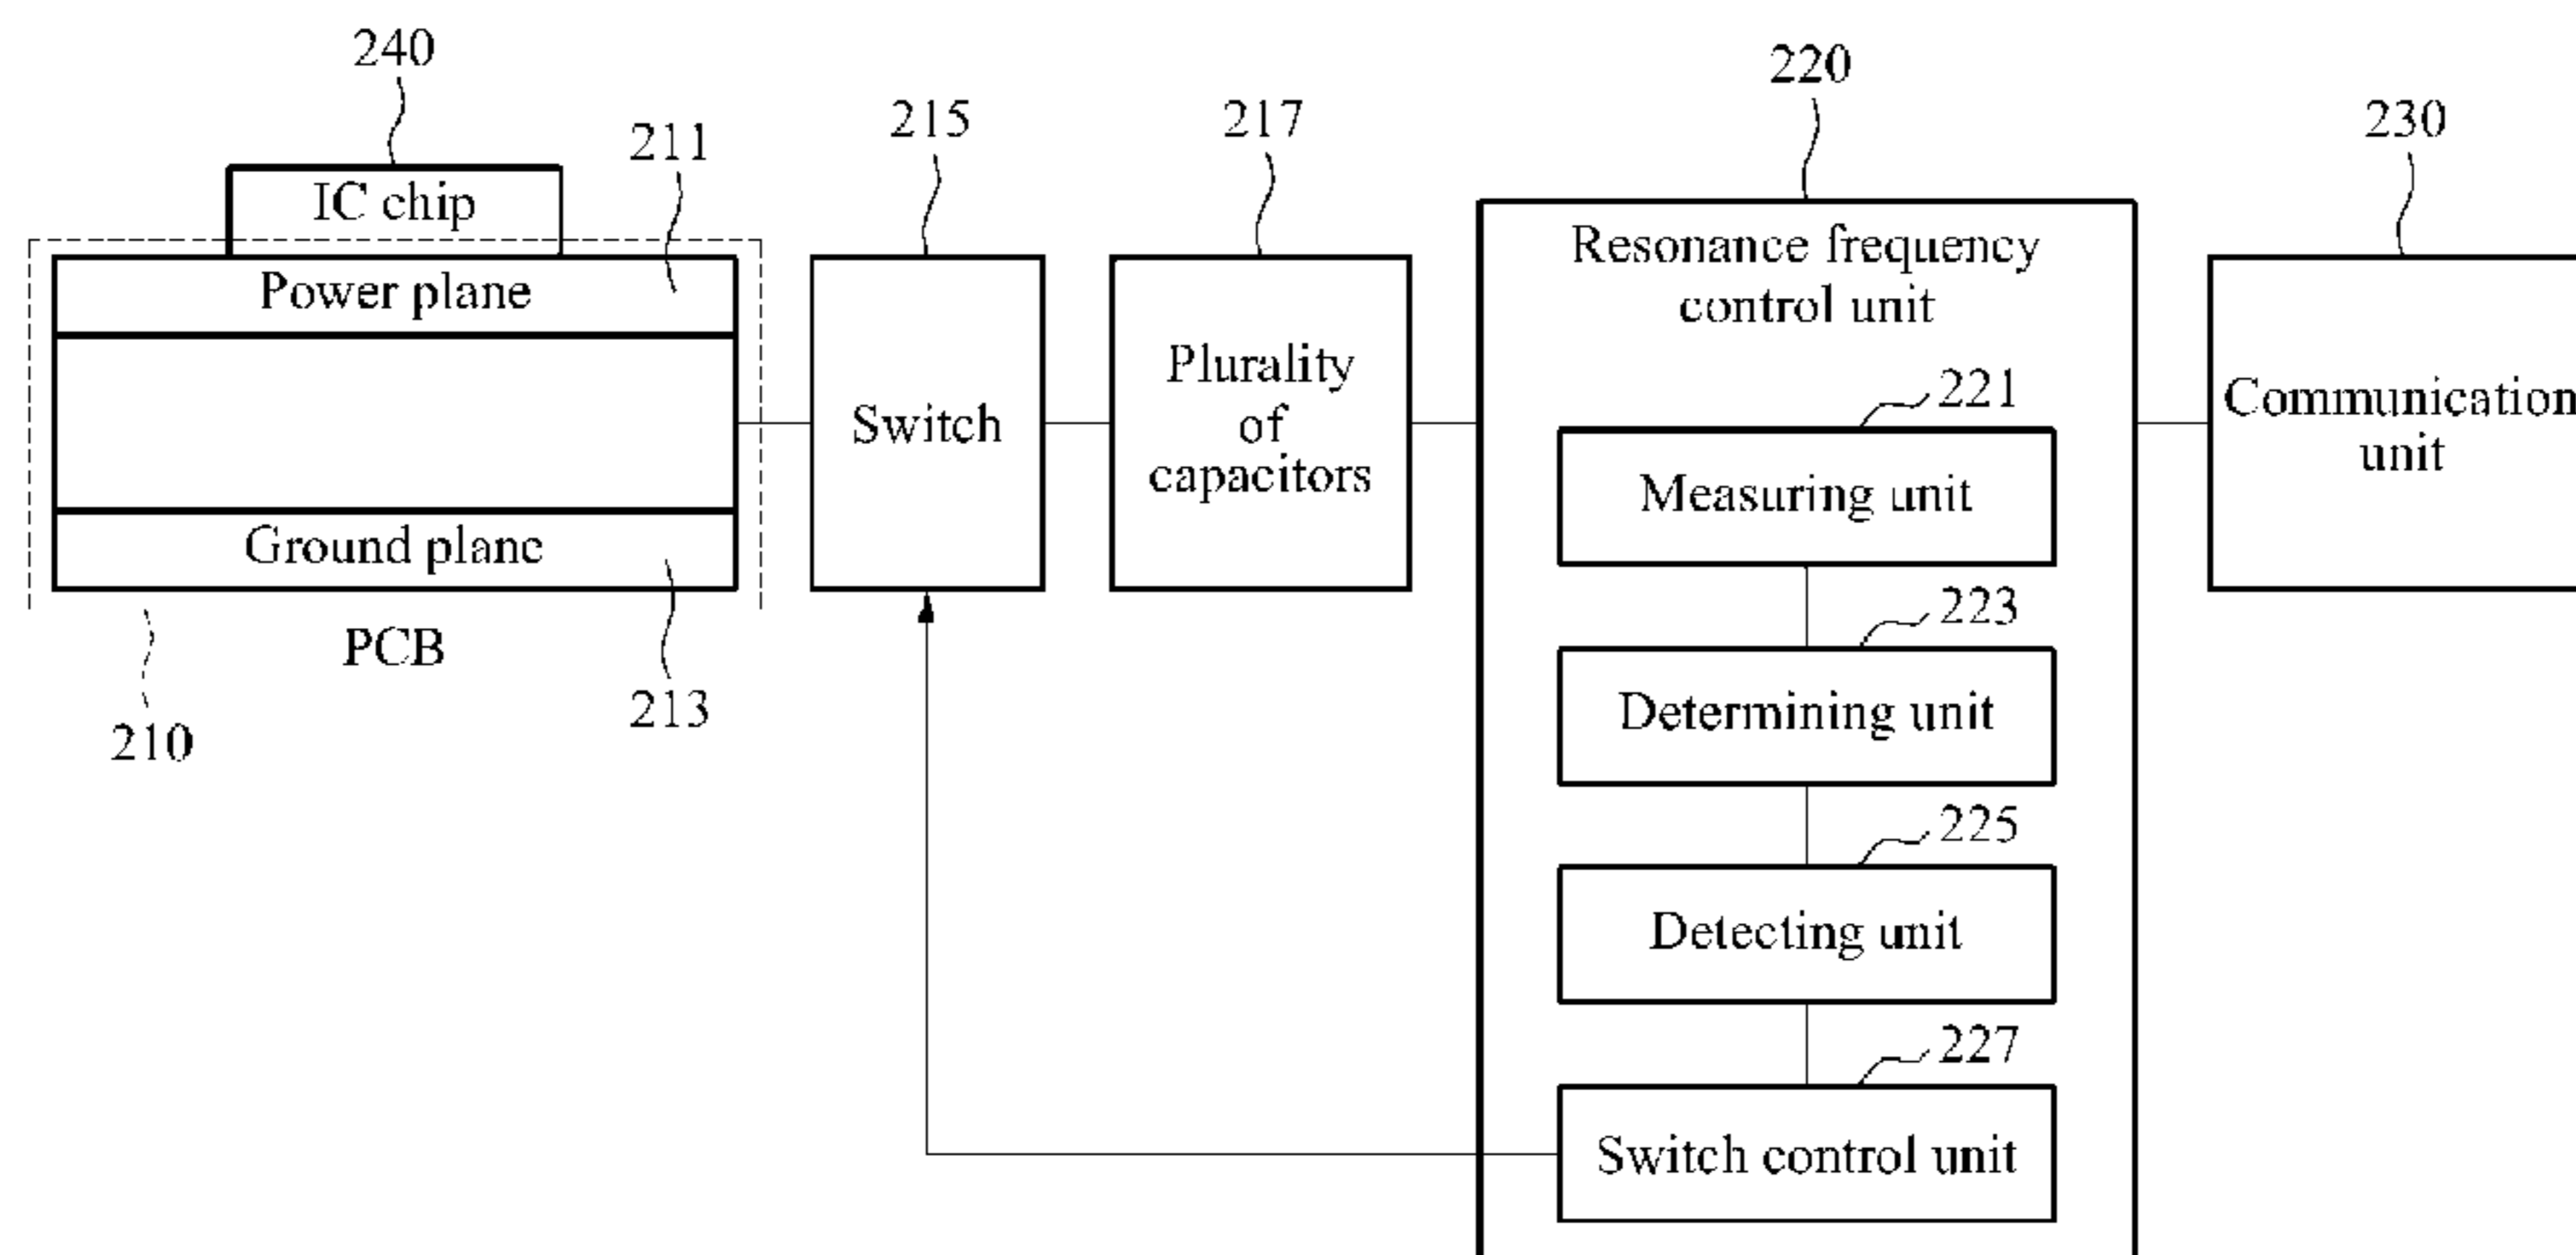 240
IC chip
211
Power plane
Ground plane
PCB
210
213
215
Switch
217
Plurality
of
capacitors
220
Resonance frequency
control unit
221
Measuring unit
223
Determining unit
225
Detecting unit
227
Switch control unit
230
Communication
unit